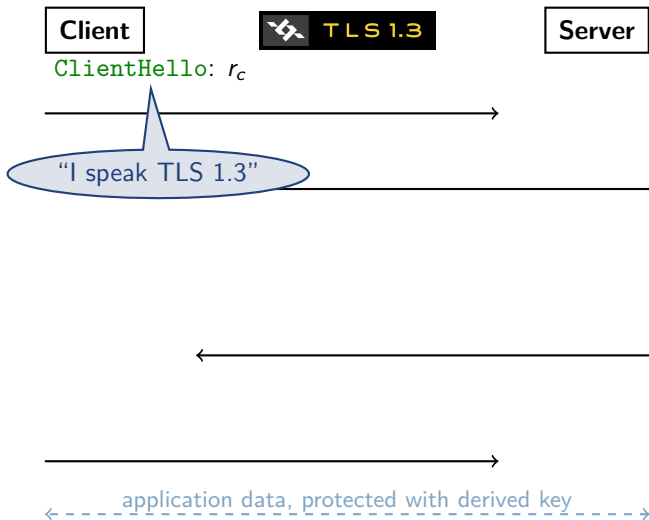 Client TLS 1.3 Server
ClientHello: r_c
“I speak TLS 1.3”
application data, protected with derived key